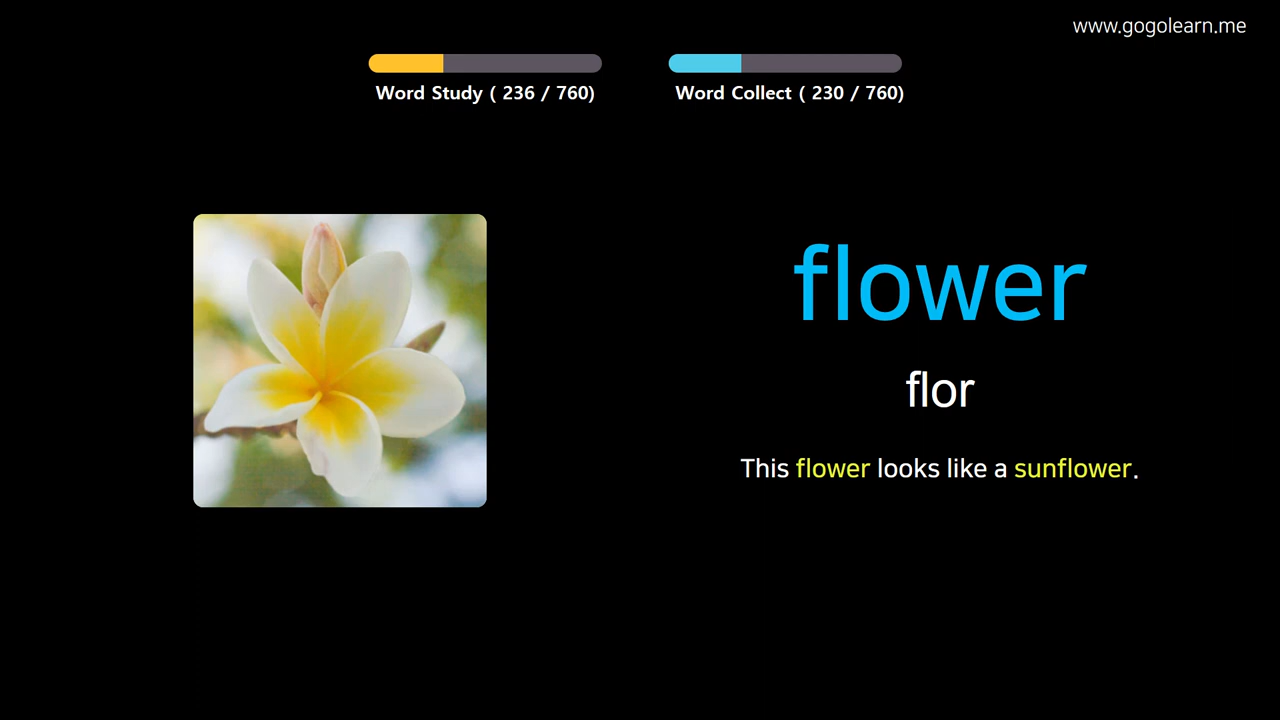 www.gogolearn.me
Word Study ( 236 / 760)
Word Collect ( 230 / 760)
flower
flor
This flower looks like a sunflower.